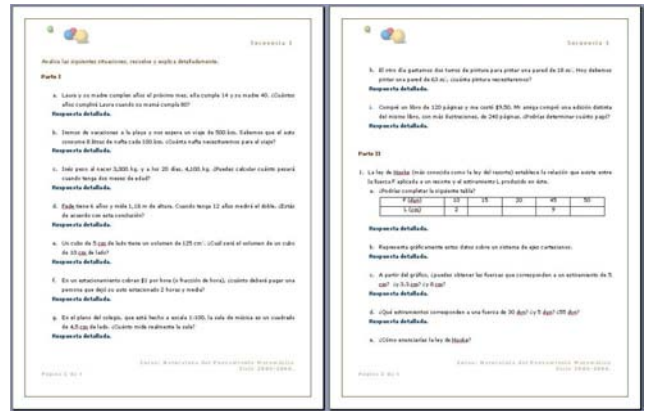 Secuencia 1
Analiza las siguientes situaciones, resuelve y explica detalladamente.
Parte I
a. Laura y su madre cumplen años el próximo mes, ella cumple 14 y su madre 40. ¿Cuántos
años cumplirá Laura cuando su mamá cumpla 80?
Respuesta detallada.
b. Iremos de vacaciones a la playa y nos espera un viaje de 500 km. Sabemos que el auto
consume 8 litros de nafta cada 100 km. ¿Cuánta nafta necesitaremos para el viaje?
Respuesta detallada.
c. Inés pesó al nacer 3,300 kg. y a los 20 días, 4,100 kg. ¿Puedes calcular cuánto pesará
cuando tenga dos meses de edad?
Respuesta detallada.
d. Fede tiene 6 años y mide 1,16 m de altura. Cuando tenga 12 años medirá el doble. ¿Estás
de acuerdo con esta conclusión?
Respuesta detallada.
e. Un cubo de 5 cm de lado tiene un volumen de 125 cm. ¿Cuál será el volumen de un cubo
de 10 cm de lado?
Respuesta detallada.
f. En un estacionamiento cobran $3 por hora (o fracción de hora), ¿cuánto deberá pagar una
persona que dejó su auto estacionado 2 horas y media?
Respuesta detallada.
g. En el plano del colegio, que está hecho a escala 1:100, la sala de música es un cuadrado
de 4,5 cm de lado. ¿Cuánto mide realmente la sala?
Respuesta detallada.
Curso: Naturaleza del Pensamiento Matemático
Ciclo
Página
Secuencia 1
h. El otro día gastamos dos tarros de pintura para pintar una pared de 18 m. Hoy debemos
pintar una pared de 63 m, ¿cuánta pintura necesitaremos?
Respuesta detallada.
i. Compré un libro de 120 páginas y me costó $9,50. Mi amigo compró una edición distinta
del mismo libro, con más ilustraciones, de 240 páginas. ¿Podrías determinar cuánto pagó?
Respuesta detallada.
Parte II
1. La ley de Hooke (más conocida como la ley del resorte) establece la relación que existe entre
la fuerza F aplicada a un resorte y el estiramiento L producido en éste.
a. ¿Podrías completar la siguiente tabla?
F (dyn) 10 15 20 45 50
L (cm) 2 9
Respuesta detallada.
b. Representa gráficamente estos datos sobre un sistema de ejes cartesianos.
Respuesta detallada.
c. A partir del gráfico, ¿puedes obtener las fuerzas que corresponden a un estiramiento de 5
cm? ¿y 3,3 cm? ¿y 8 cm?
Respuesta detallada.
d. ¿Qué estiramientos corresponden a una fuerza de 30 dyn? ¿y 5 dyn? ¿55 dyn?
Respuesta detallada.
e. ¿Cómo enunciarías la ley de Hooke?
Curso: Naturaleza del Pensamiento Matemático
Ciclo
Página